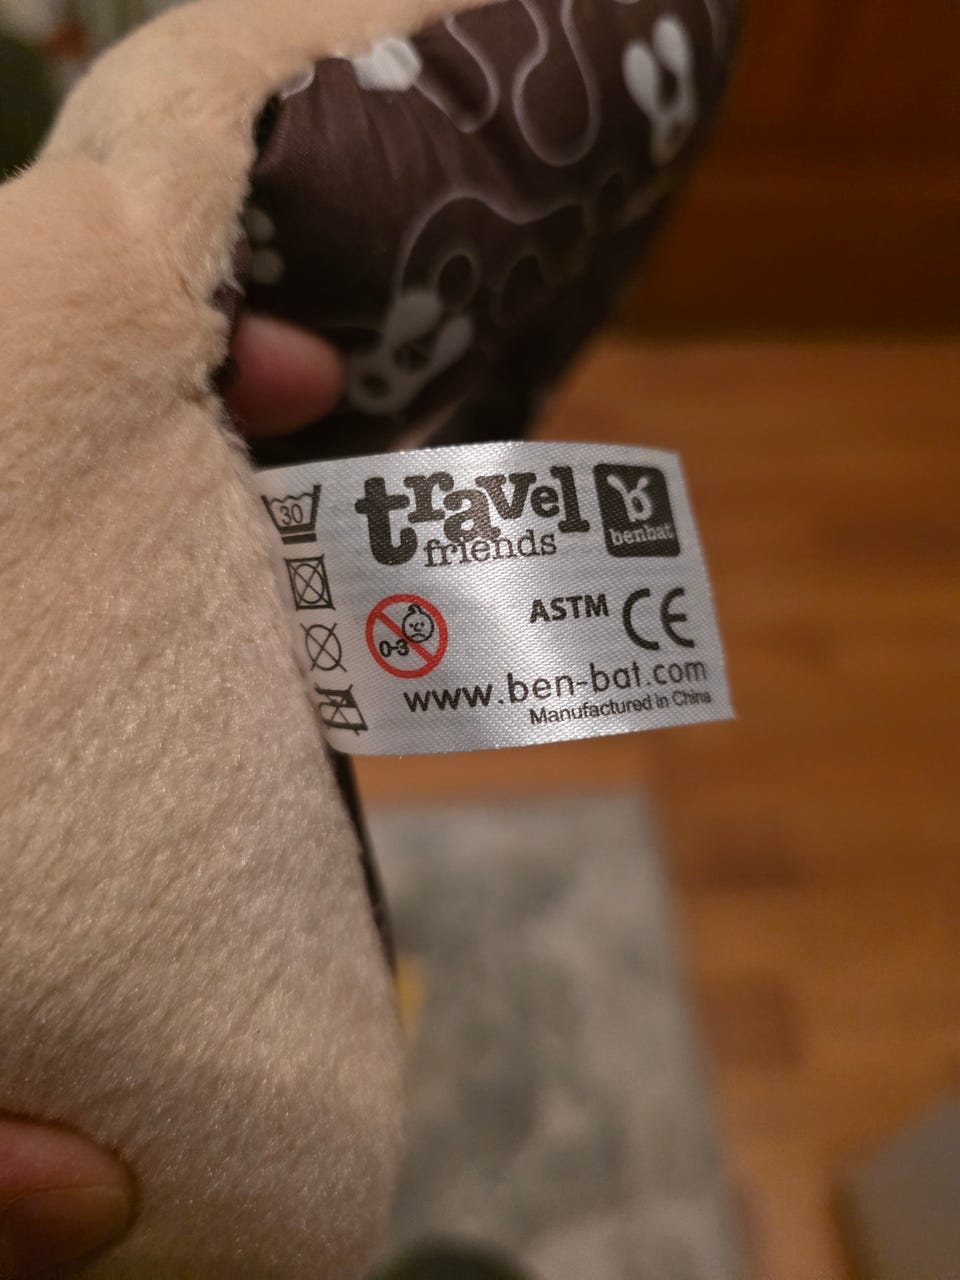 30
travel
friends
benbat
0-3
ASTM CE
www.ben-bat.com
Manufactured in China